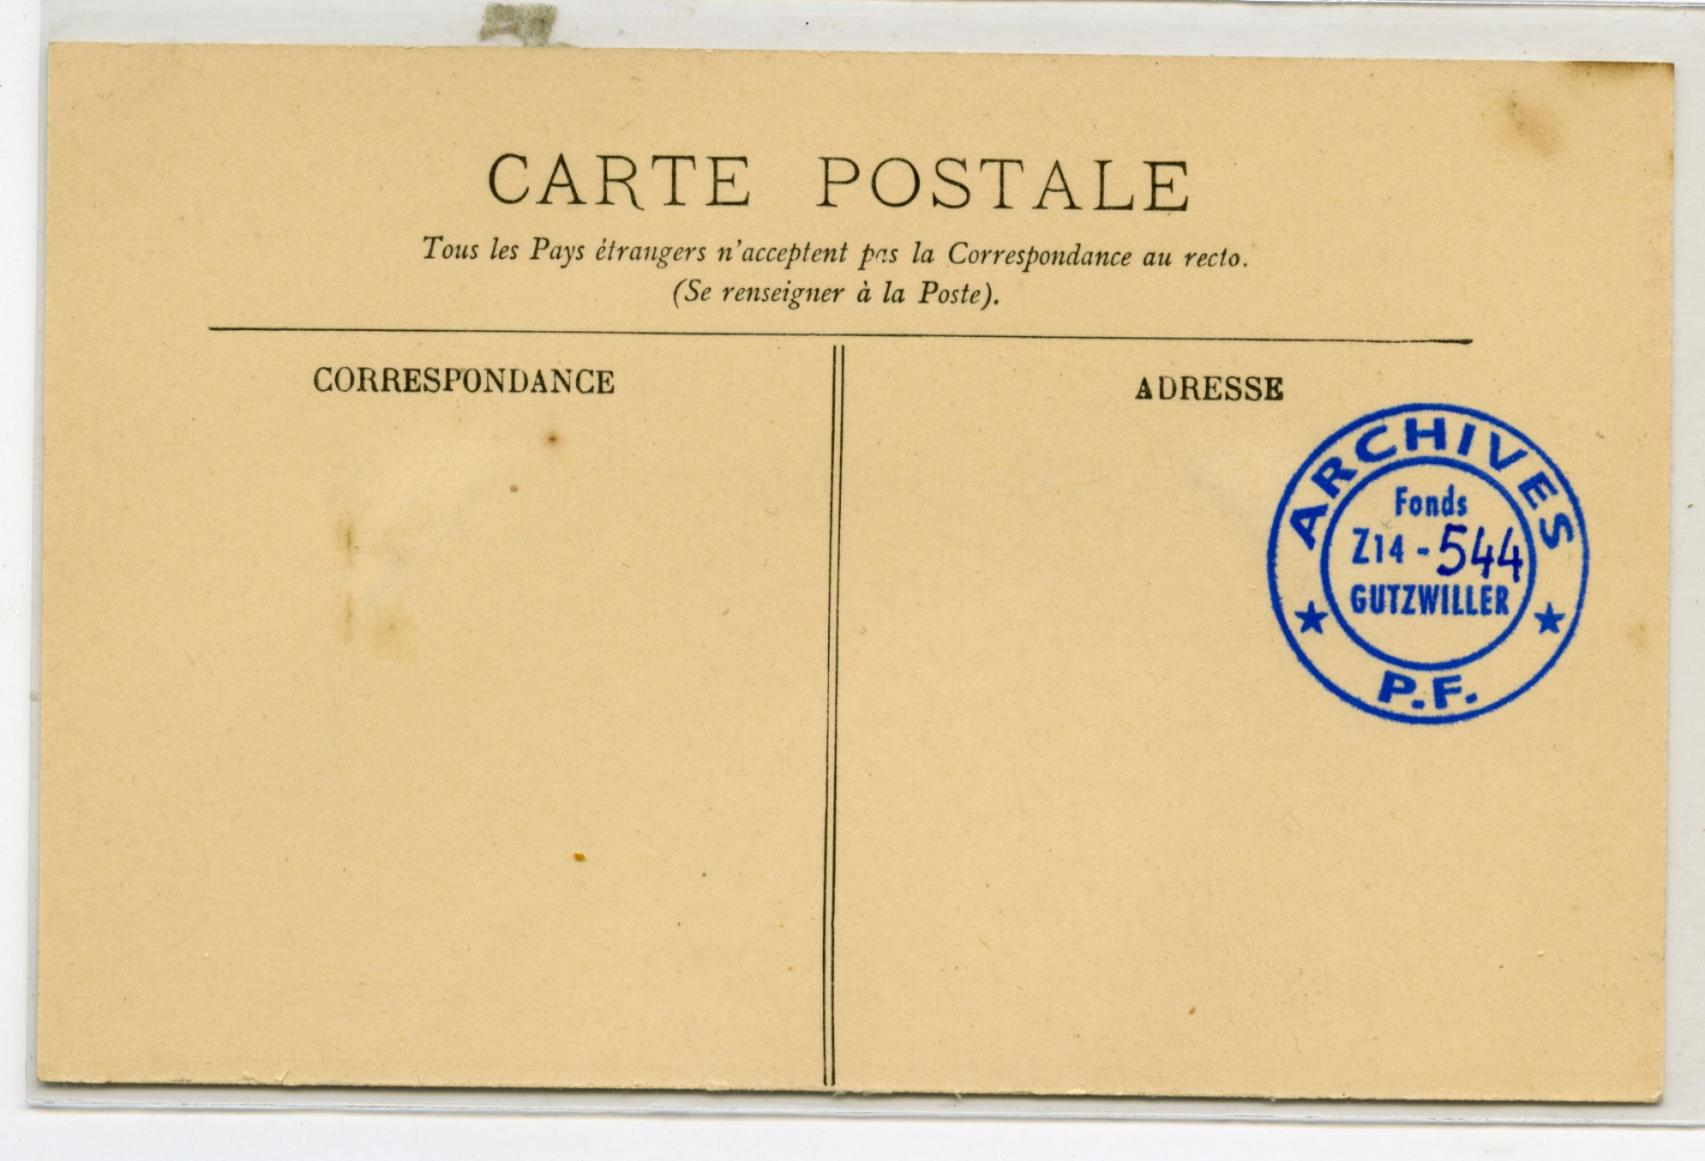 CARTE POSTALE
Tous les Pays étrangers n'acceptent pas la Correspondance au recto.
(Se renseigner à la Poste).
CORRESPONDANCE
ADRESSE
ARCHIVES
Fonds
Z14 - 544
GUTZWILLER
P.F.